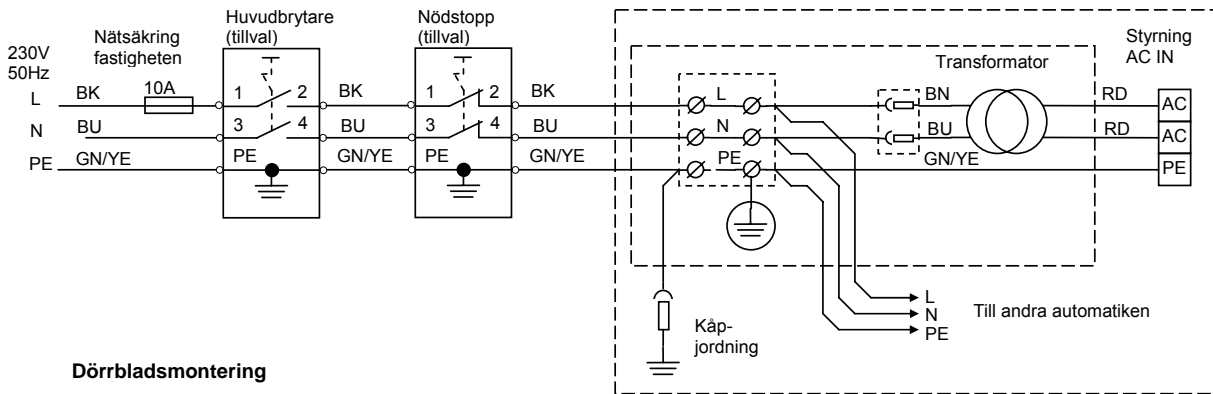 230V
50Hz
Nätsäkring
fastigheten
Huvudbrytare
(tillval)
Nödstopp
(tillval)
Transformator
Styrning
AC IN
L BK 10A 1 2 BK 1 2 BK L BN RD AC
N BU 3 4 BU 3 4 BU N BU RD AC
PE GN/YE PE GN/YE PE GN/YE PE GN/YE PE
L
N
PE
Till andra automatiken
Kåp-
jordning
Dörrbladsmontering